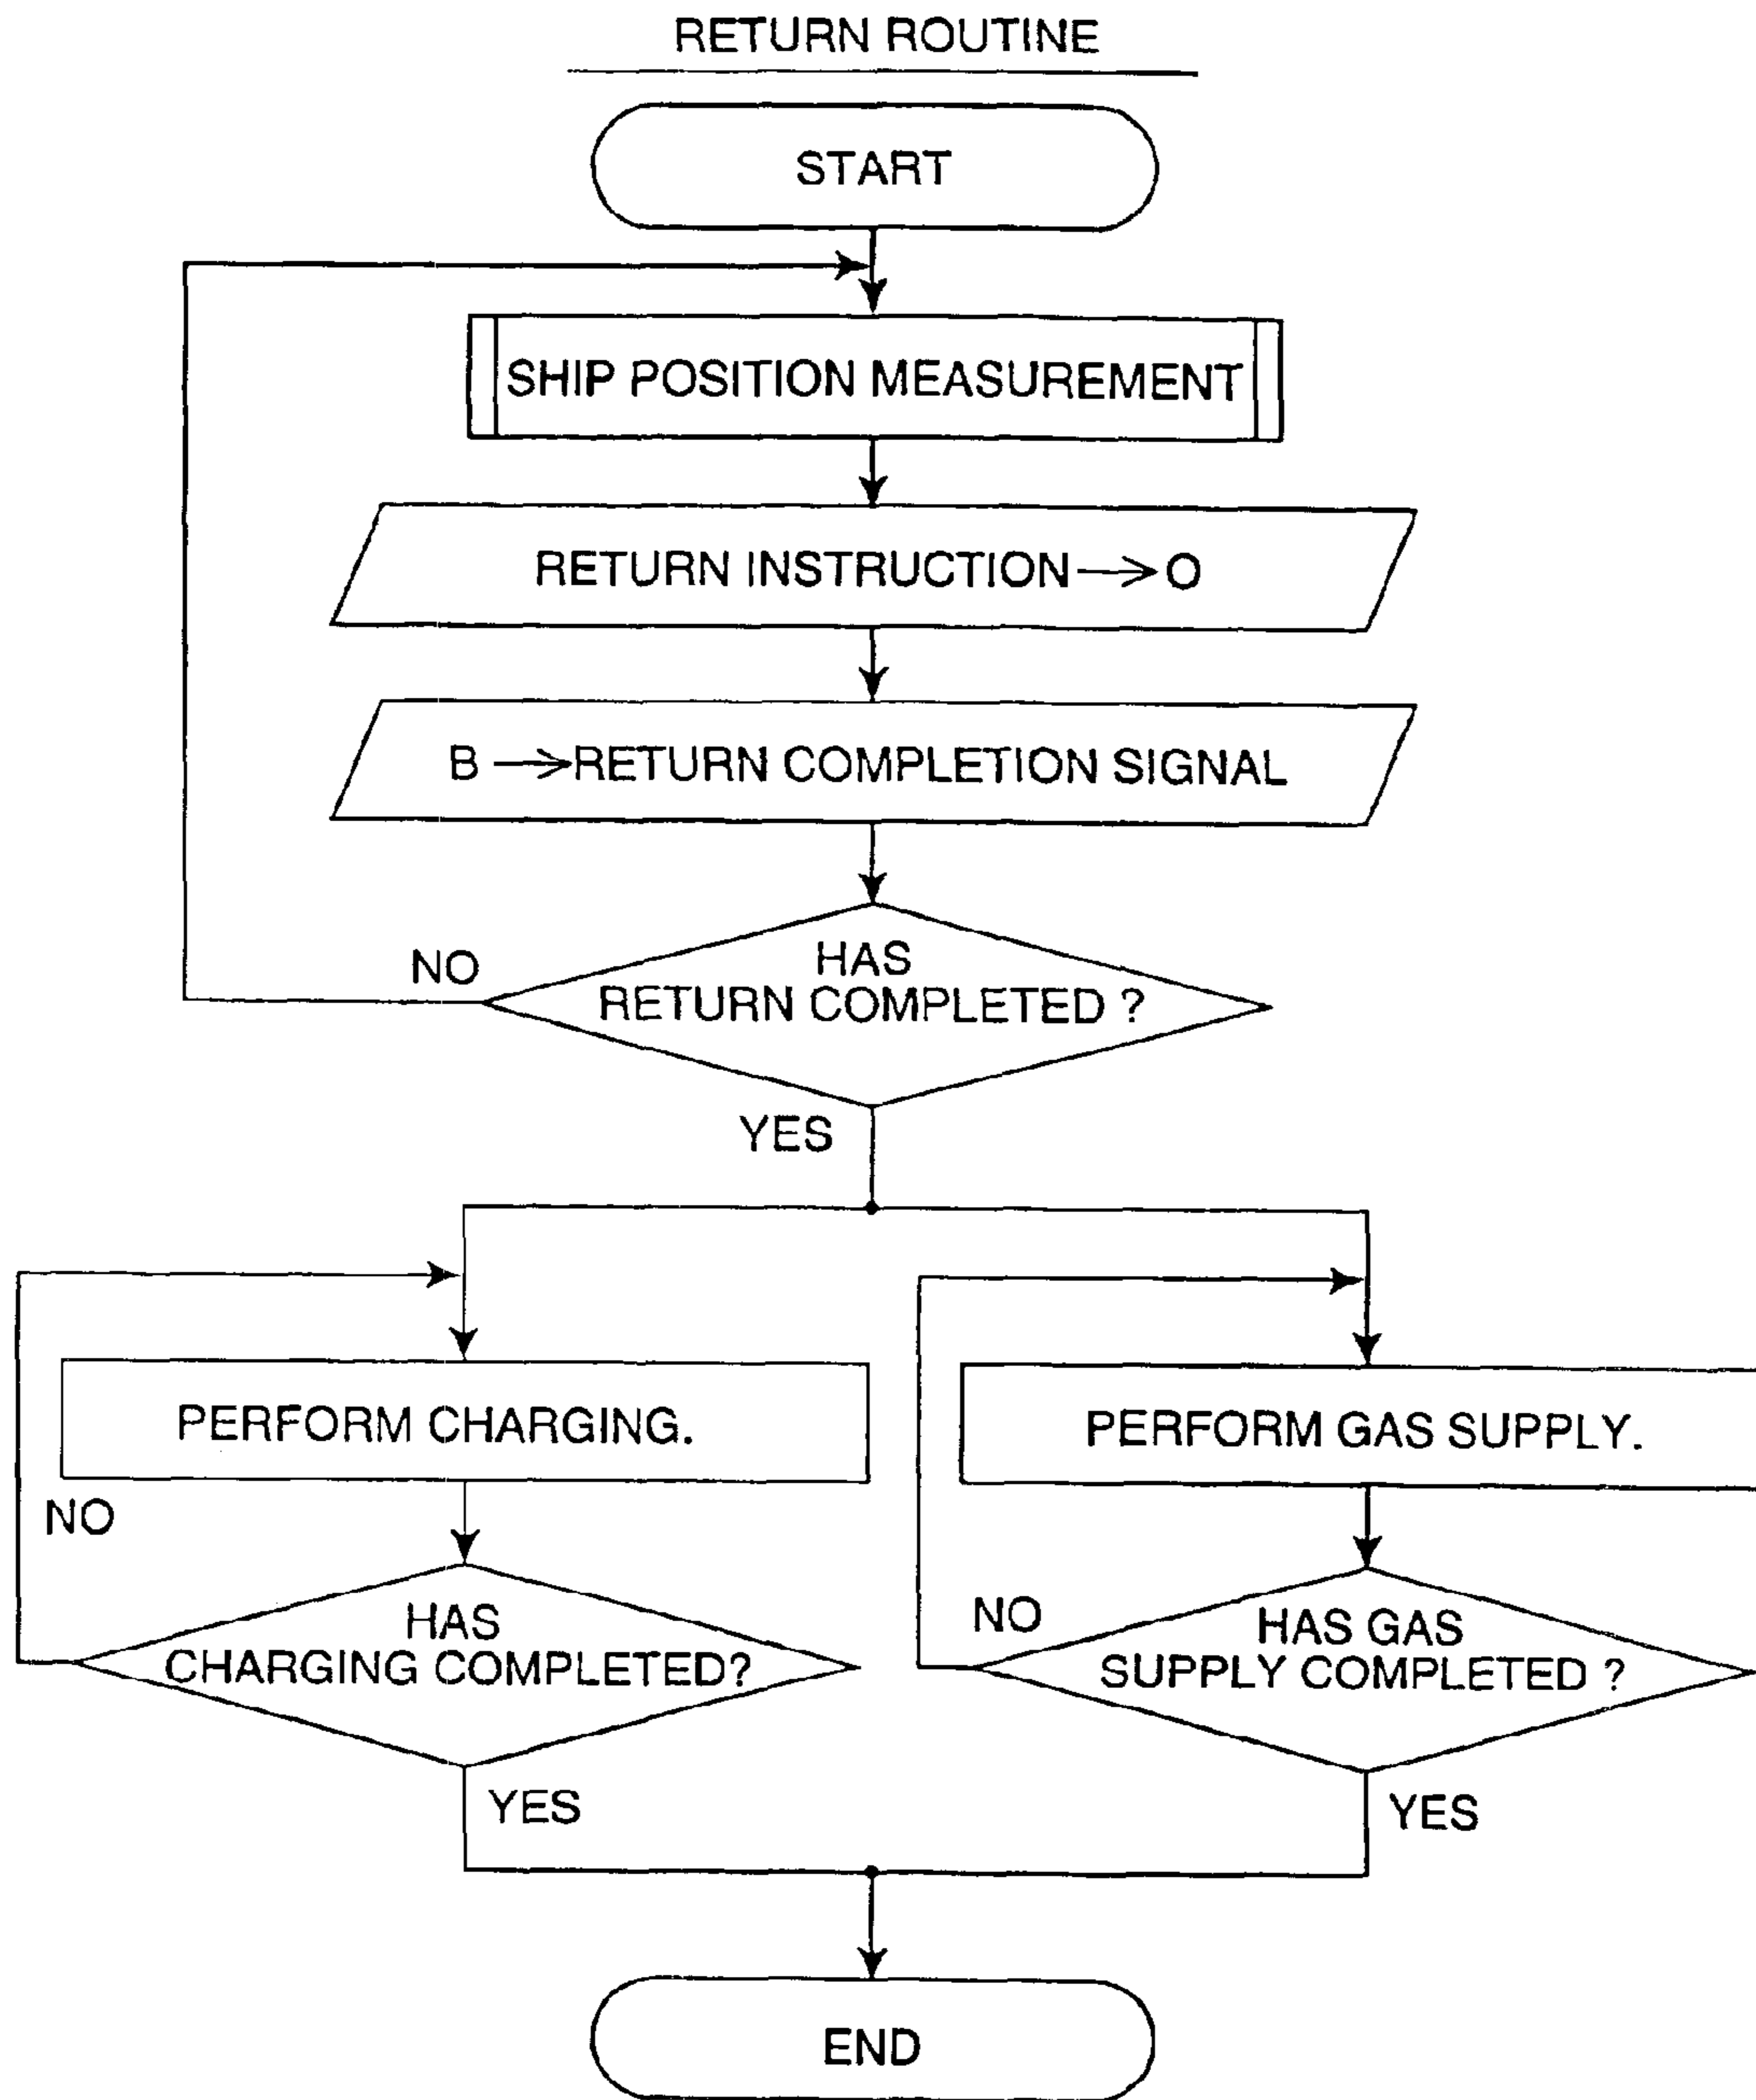 RETURN ROUTINE
START
SHIP POSITION MEASUREMENT
RETURN INSTRUCTION → O
B → RETURN COMPLETION SIGNAL
HAS
RETURN COMPLETED ?
NO
YES
PERFORM CHARGING.
PERFORM GAS SUPPLY.
NO
HAS
CHARGING COMPLETED?
NO
HAS GAS
SUPPLY COMPLETED ?
YES
YES
END